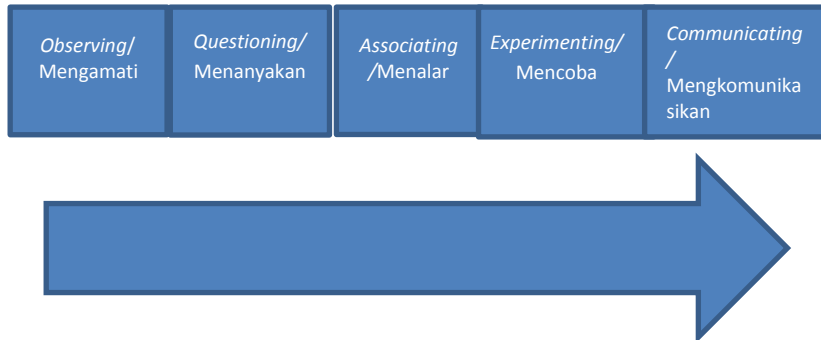 Observing/
Mengamati
Questioning/
Menanyakan
Associating
/Menalar
Experimenting/
Mencoba
Communicating
/
Mengkomunika
sikan